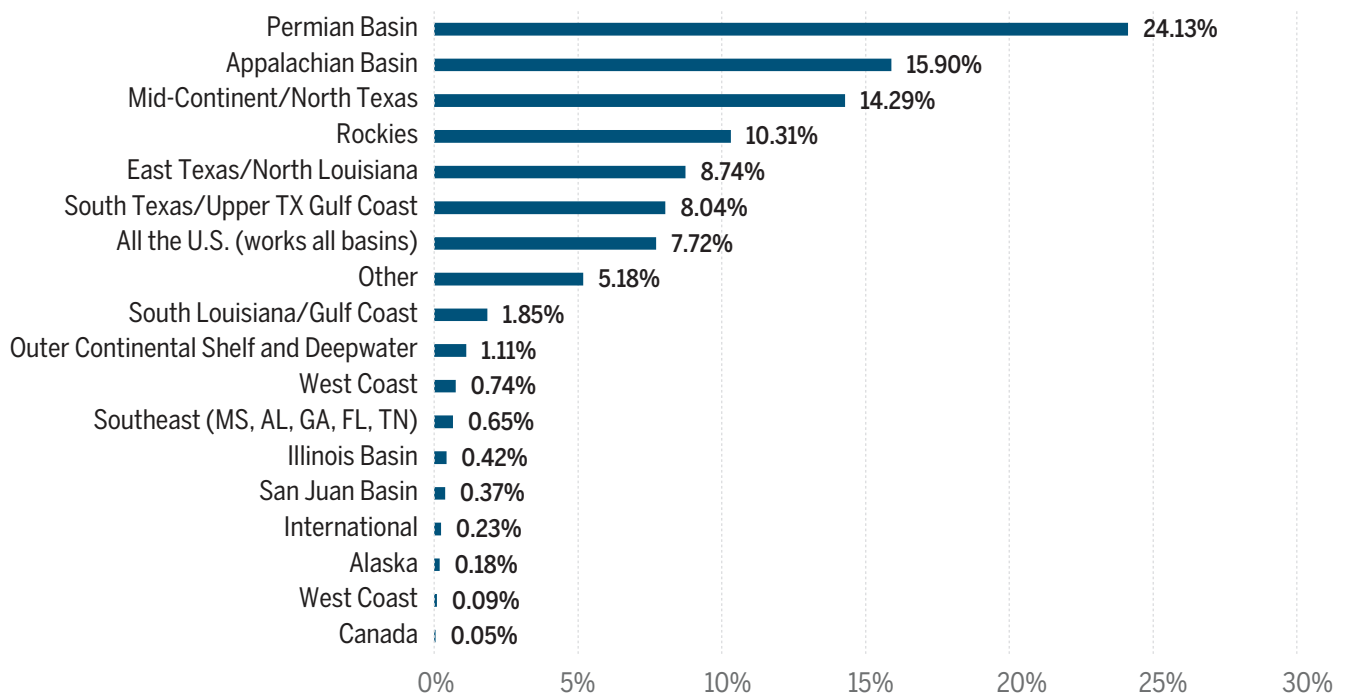 Permian Basin 24.13%
Appalachian Basin 15.90%
Mid-Continent/North Texas 14.29%
Rockies 10.31%
East Texas/North Louisiana 8.74%
South Texas/Upper TX Gulf Coast 8.04%
All the U.S. (works all basins) 7.72%
Other 5.18%
South Louisiana/Gulf Coast 1.85%
Outer Continental Shelf and Deepwater 1.11%
West Coast 0.74%
Southeast (MS, AL, GA, FL, TN) 0.65%
Illinois Basin 0.42%
San Juan Basin 0.37%
International 0.23%
Alaska 0.18%
West Coast 0.09%
Canada 0.05%
0% 5% 10% 15% 20% 25% 30%